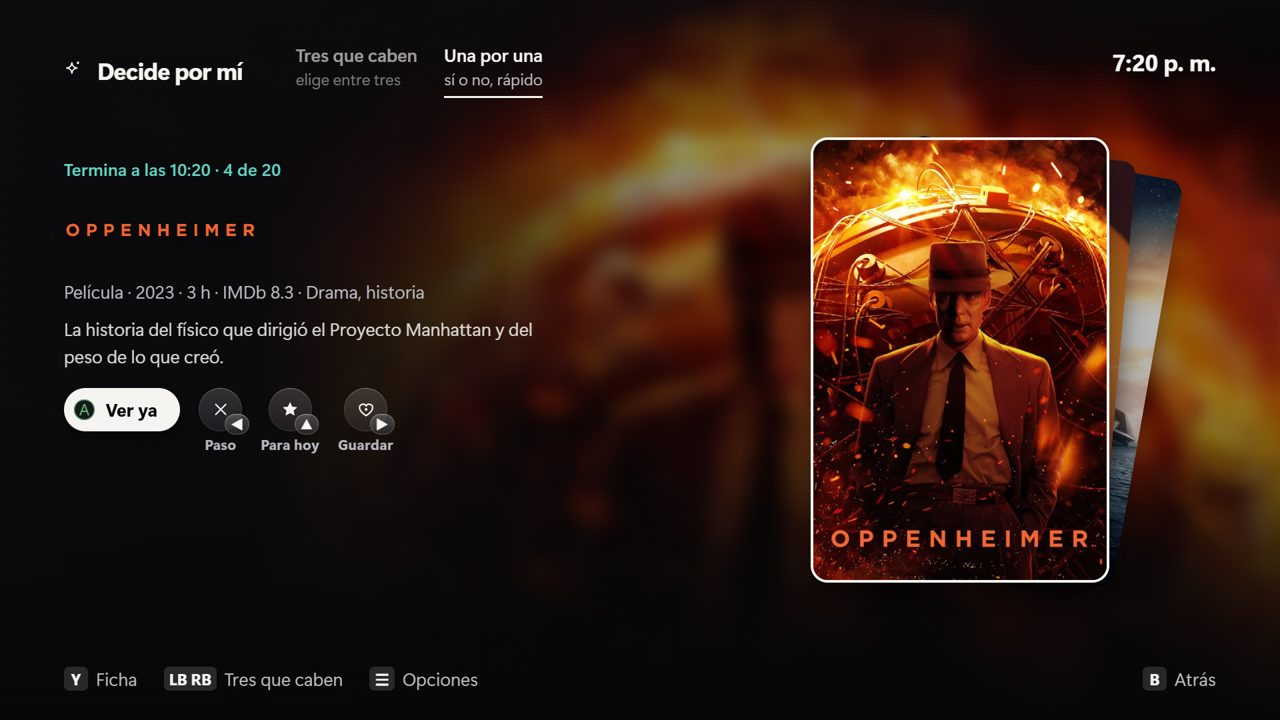 Decide por mí
Tres que caben
elige entre tres
Una por una
sí o no, rápido
7:20 p. m.
Termina a las 10:20 · 4 de 20
OPPENHEIMER
Película · 2023 · 3 h · IMDb 8.3 · Drama, historia
La historia del físico que dirigió el Proyecto Manhattan y del
peso de lo que creó.
A Ver ya
Paso
Para hoy
Guardar
OPPENHEIMER
Y Ficha
LB RB Tres que caben
Opciones
B Atrás